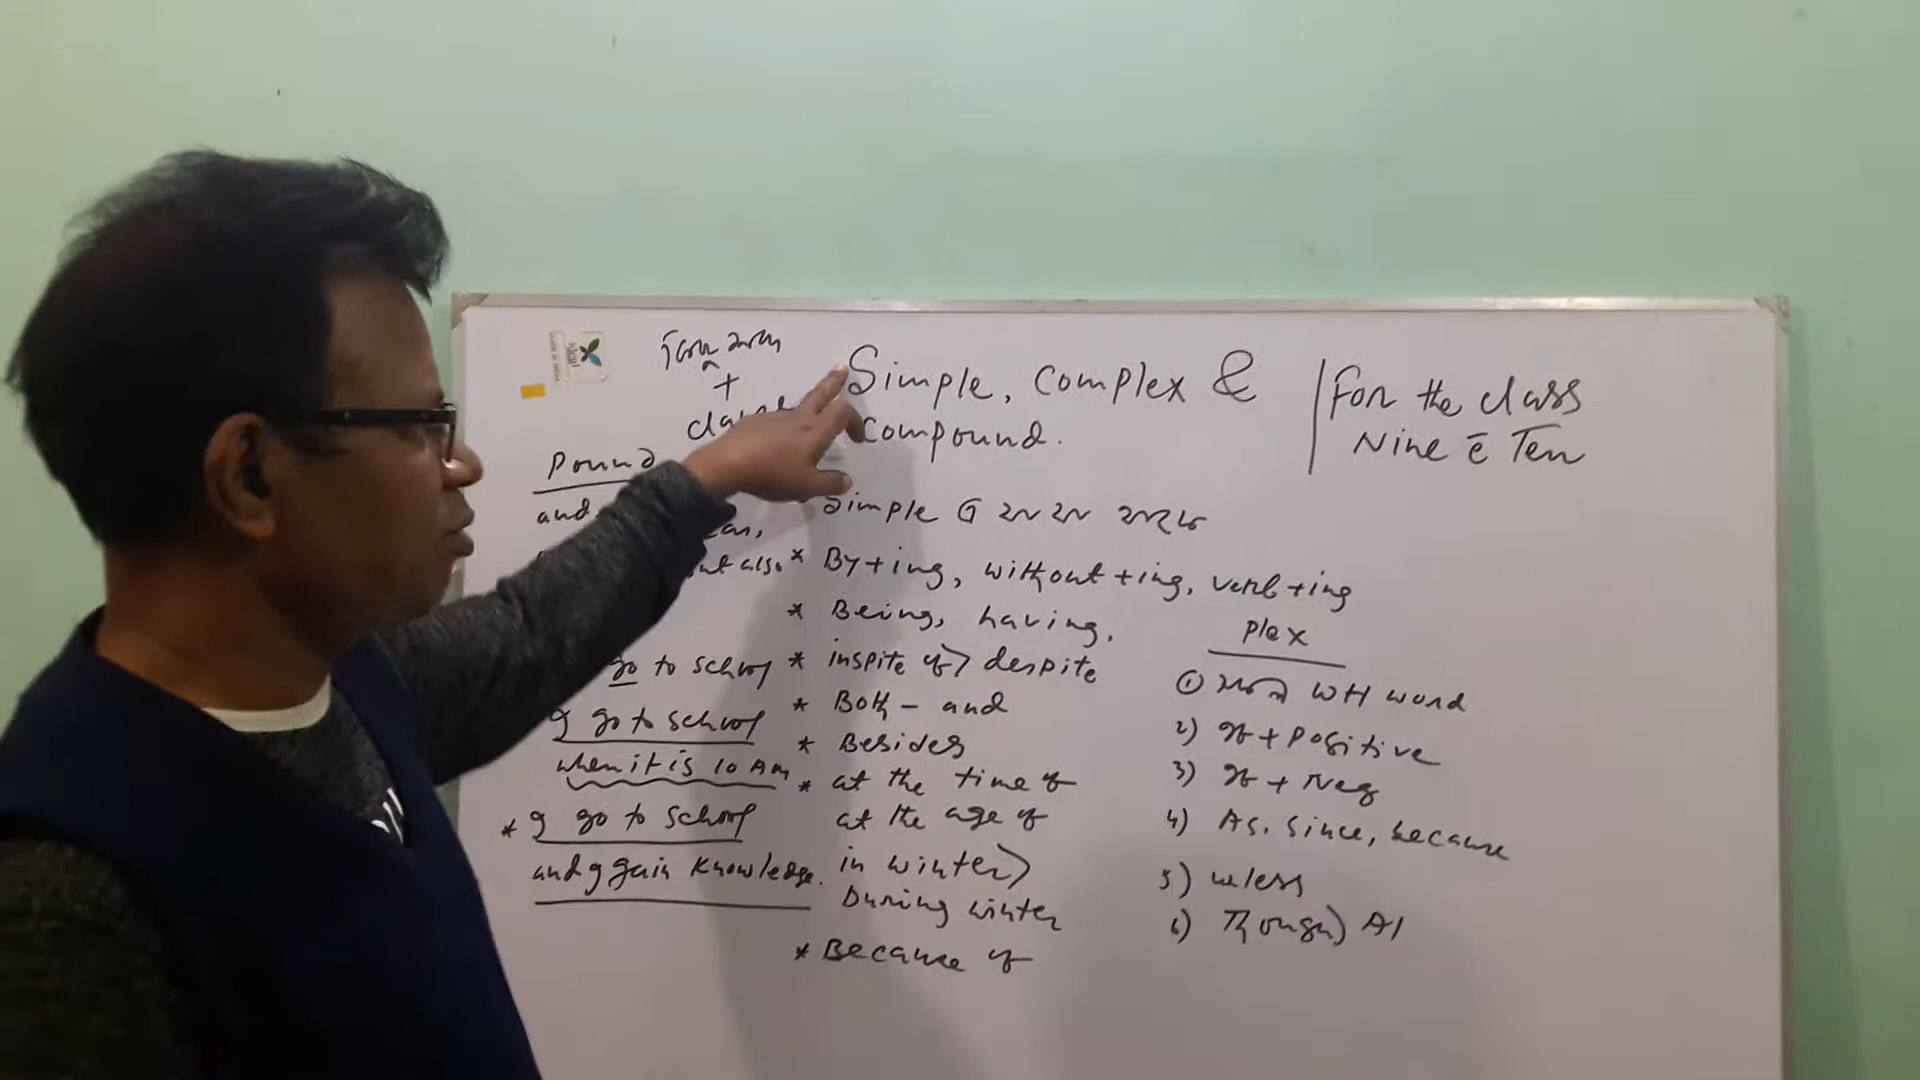 Simple, complex &
compound.
For the class
Nine & Ten
pound
and
but also
go to school
g go to school
when it is 10 Am
* g go to school
and g gain knowledge.
Simple এ
* By+ing, without +ing, verb +ing
* Being, having,
* inspite of) despite
* Both – and
* Besides
* at the time of
at the age of
in winter)
During winter
* Because of
plex
① WH word
2) If + positive
3) If + Neg
4) As. since, because
5) unless
6) Though) Al